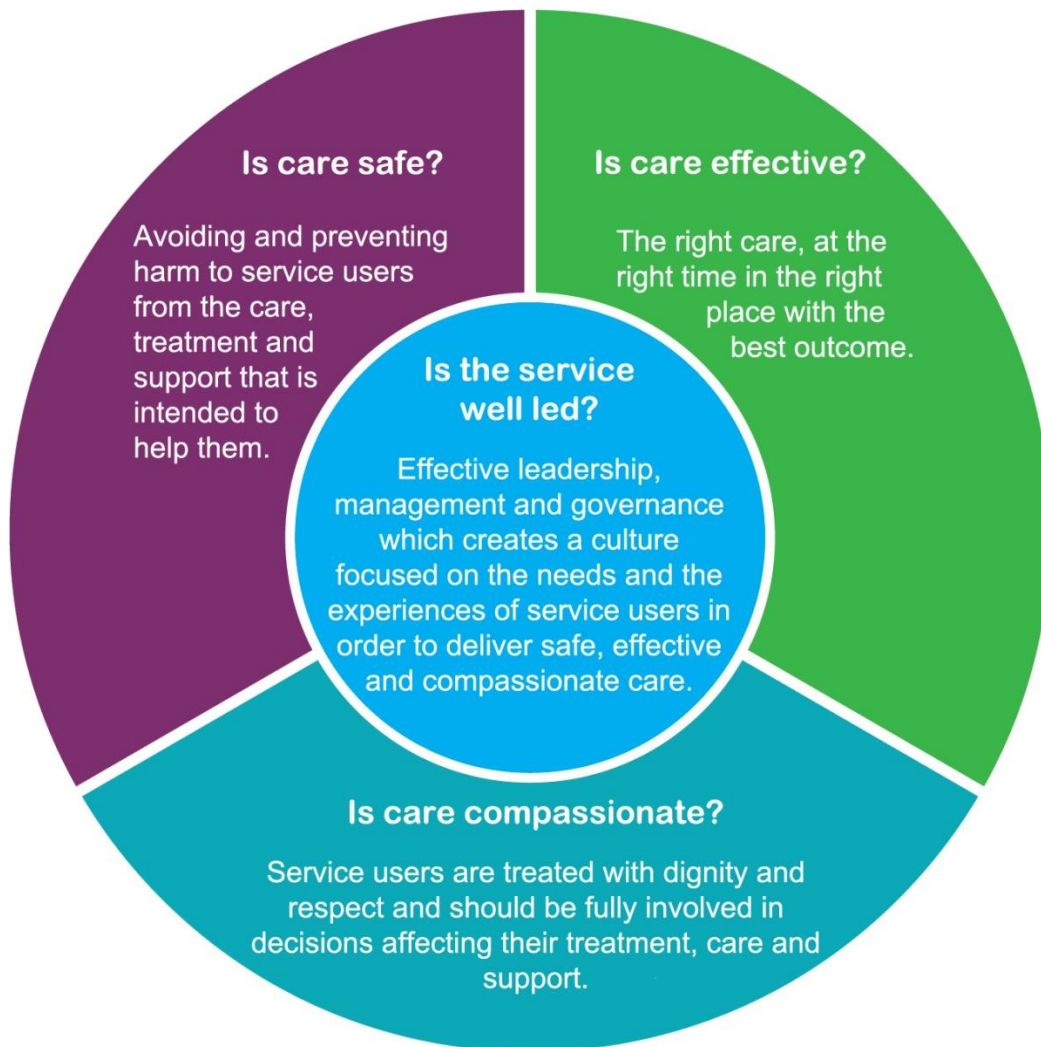 Is care safe?
Avoiding and preventing
harm to service users
from the care,
treatment and
support that is
intended to
help them.
Is care effective?
The right care, at the
right time in the right
place with the
best outcome.
Is the service
well led?
Effective leadership,
management and governance
which creates a culture
focused on the needs and the
experiences of service users in
order to deliver safe, effective
and compassionate care.
Is care compassionate?
Service users are treated with dignity and
respect and should be fully involved in
decisions affecting their treatment, care and
support.